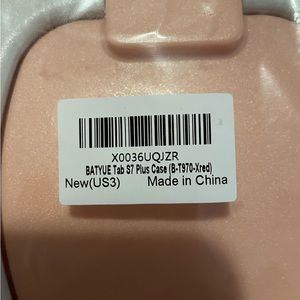 X0036UQJZR
BATYUE Tab S7 Plus Case (B-T970-Xred)
New(US3) Made in China